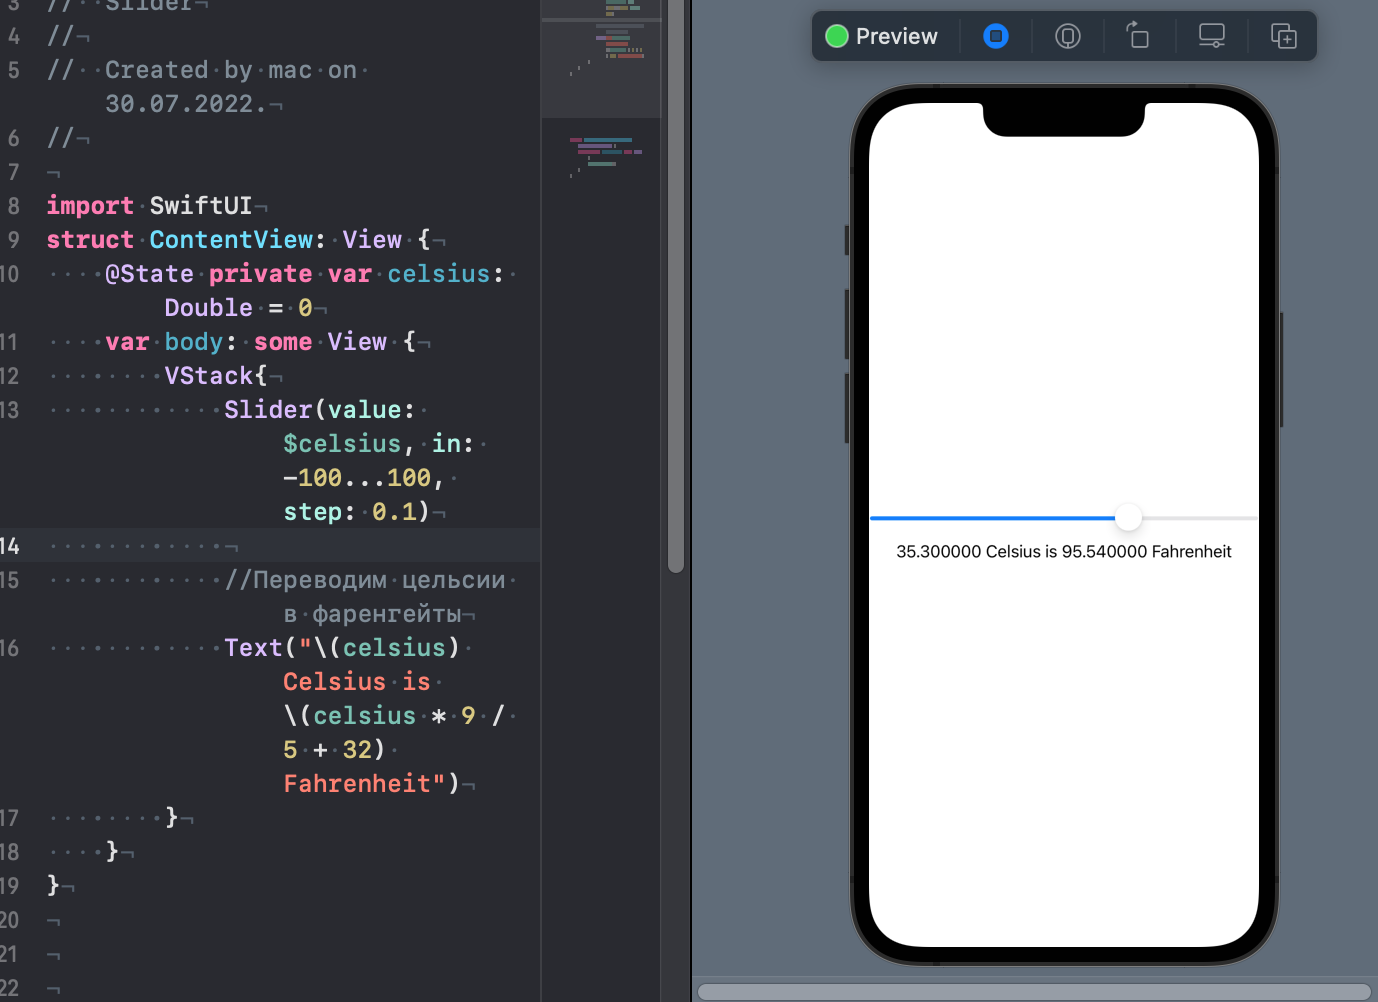 3 // Slider
4 //
5 // Created by mac on
30.07.2022.
6 //
7
8 import SwiftUI
9 struct ContentView: View {
10 @State private var celsius:
Double = 0
11 var body: some View {
12 VStack{
13 Slider(value:
$celsius, in:
-100...100,
step: 0.1)
14
15 //Переводим цельсии
в фаренгейты
16 Text("\(celsius)
Celsius is
\(celsius * 9 /
5 + 32)
Fahrenheit")
17 }
18 }
19 }
20
21
22
Preview
35.300000 Celsius is 95.540000 Fahrenheit